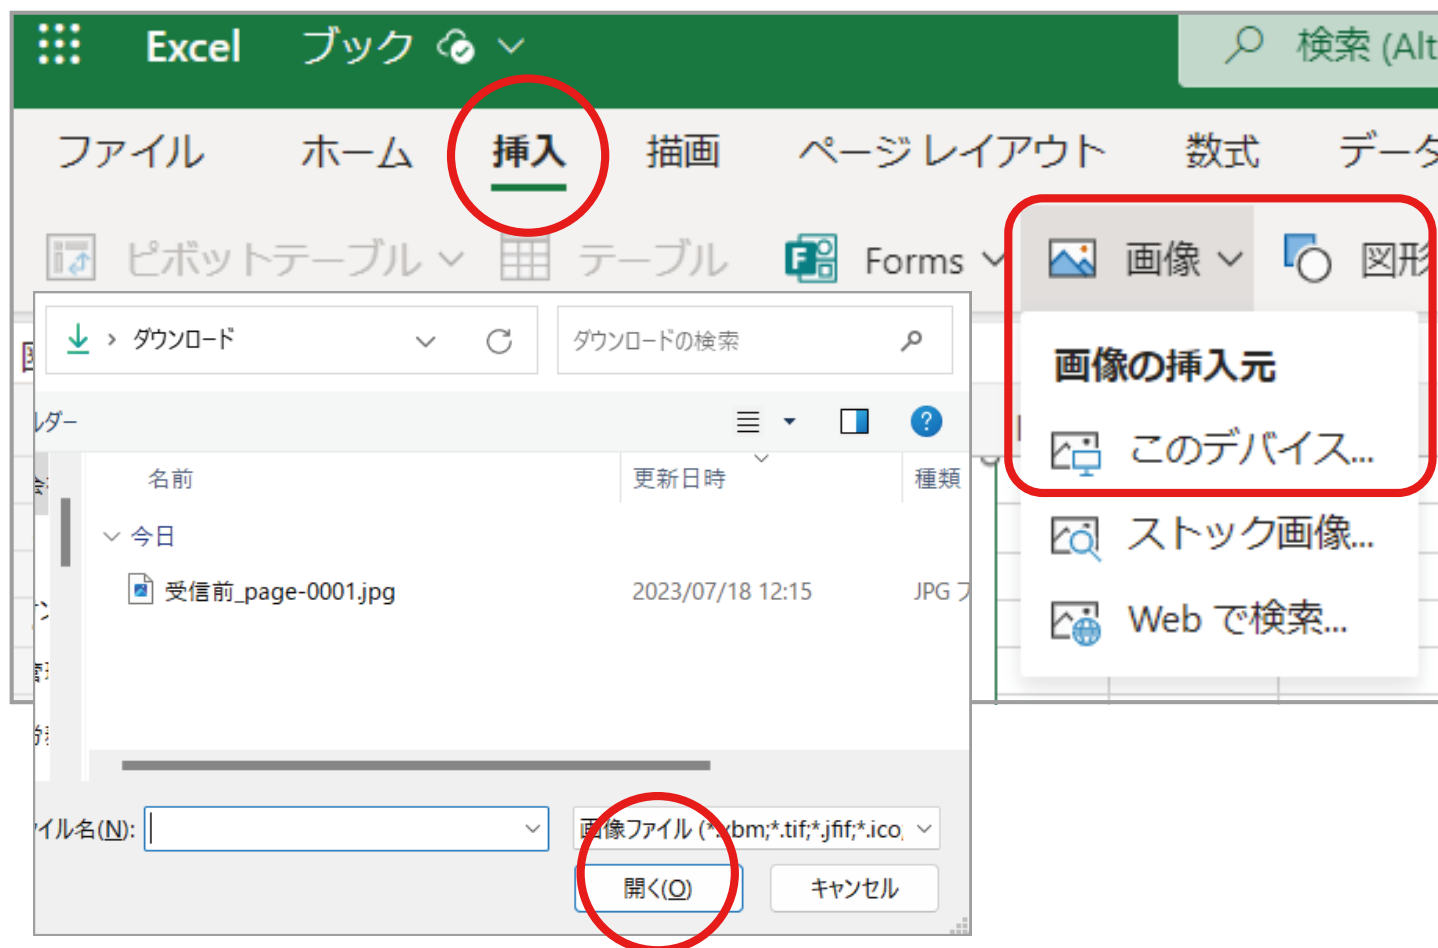 Excel ブック
検索 (Alt
ファイル ホーム 挿入 描画 ページ レイアウト 数式 データ
ピボットテーブル テーブル Forms 画像 図形
画像の挿入元
このデバイス...
ストック画像...
Web で検索...
ダウンロード
ダウンロードの検索
ルダー
名前 更新日時 種類
今日
受信前_page-0001.jpg 2023/07/18 12:15 JPG フ
イル名(N):
画像ファイル (*.xbm;*.tif;*.jfif;*.ico;
開く(O) キャンセル